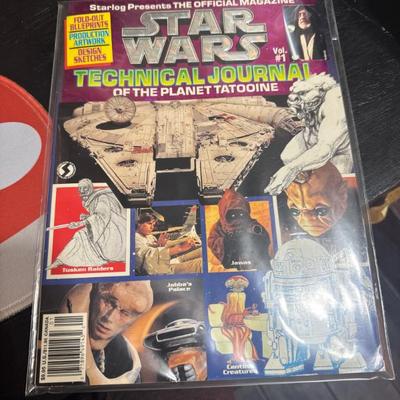 Starlog Presents THE OFFICIAL MAGAZINE
FOLD-OUT
BLUEPRINTS
PRODUCTION
ARTWORK
DESIGN
SKETCHES
STAR
WARS
Vol.
#1
TECHNICAL JOURNAL
OF THE PLANET TATOOINE
Tusken Raiders
Jawas
Jabba's
Palace
Cantina
Creatures